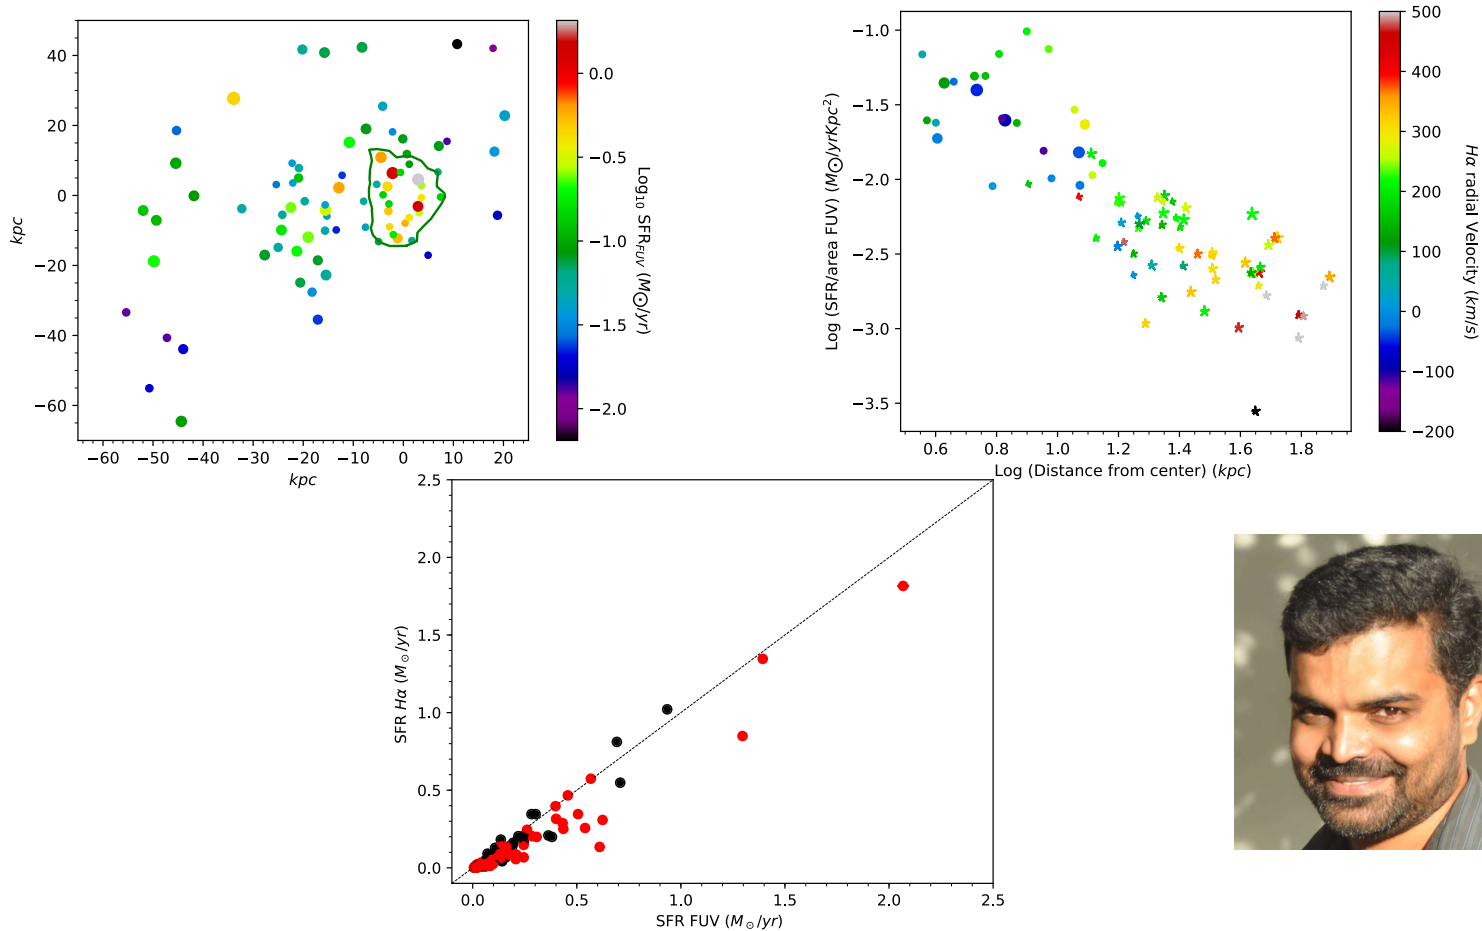 40
20
0
−20
−40
−60
kpc
−60 −50 −40 −30 −20 −10 0 10 20
kpc
0.0
−0.5
−1.0
−1.5
−2.0
Log₁₀ SFR_FUV (M⨀/yr)
−1.0
−1.5
−2.0
−2.5
−3.0
−3.5
Log (SFR/area FUV) (M⨀/yrKpc²)
0.6 0.8 1.0 1.2 1.4 1.6 1.8
Log (Distance from center) (kpc)
500
400
300
200
100
0
−100
−200
Hα radial Velocity (km/s)
2.5
2.0
1.5
1.0
0.5
0.0
SFR Hα (M⊙/yr)
0.0 0.5 1.0 1.5 2.0 2.5
SFR FUV (M⊙/yr)